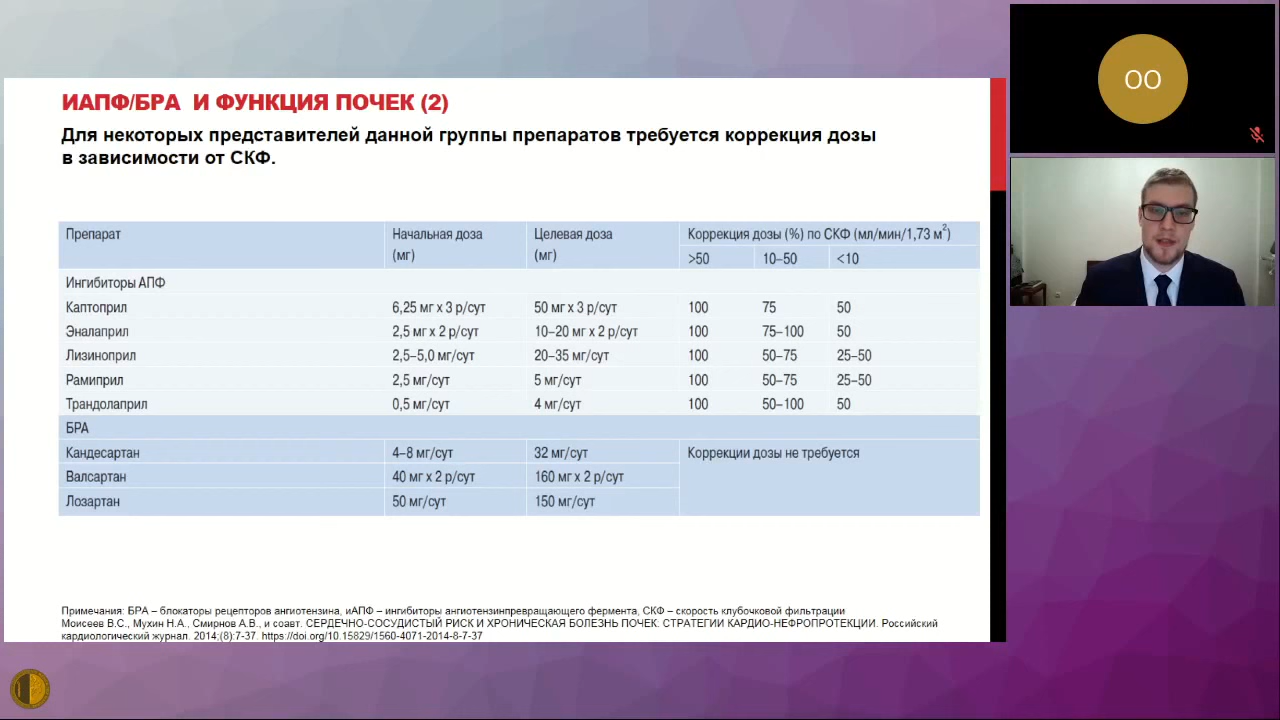 ИАПФ/БРА И ФУНКЦИЯ ПОЧЕК (2)
Для некоторых представителей данной группы препаратов требуется коррекция дозы
в зависимости от СКФ.
Препарат Начальная доза (мг) Целевая доза (мг) Коррекция дозы (%) по СКФ (мл/мин/1,73 м²)
>50 10–50 <10
Ингибиторы АПФ
Каптоприл 6,25 мг х 3 р/сут 50 мг х 3 р/сут 100 75 50
Эналаприл 2,5 мг х 2 р/сут 10–20 мг х 2 р/сут 100 75–100 50
Лизиноприл 2,5–5,0 мг/сут 20–35 мг/сут 100 50–75 25–50
Рамиприл 2,5 мг/сут 5 мг/сут 100 50–75 25–50
Трандолаприл 0,5 мг/сут 4 мг/сут 100 50–100 50
БРА
Кандесартан 4–8 мг/сут 32 мг/сут Коррекции дозы не требуется
Валсартан 40 мг х 2 р/сут 160 мг х 2 р/сут
Лозартан 50 мг/сут 150 мг/сут
Примечания: БРА – блокаторы рецепторов ангиотензина, иАПФ – ингибиторы ангиотензинпревращающего фермента, СКФ – скорость клубочковой фильтрации
Моисеев В.С., Мухин Н.А., Смирнов А.В., и соавт. СЕРДЕЧНО-СОСУДИСТЫЙ РИСК И ХРОНИЧЕСКАЯ БОЛЕЗНЬ ПОЧЕК: СТРАТЕГИИ КАРДИО-НЕФРОПРОТЕКЦИИ. Российский
кардиологический журнал. 2014;(8):7-37. https://doi.org/10.15829/1560-4071-2014-8-7-37
ОО